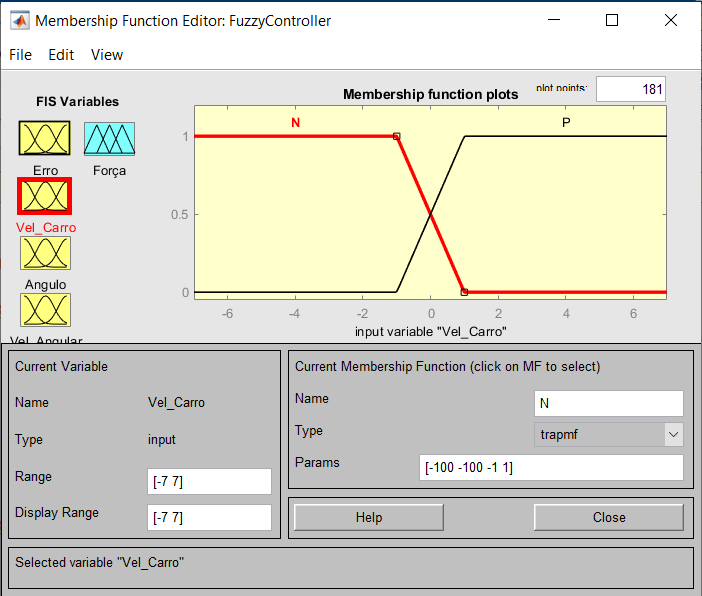 Membership Function Editor: FuzzyController
File Edit View
FIS Variables
Erro
Força
Vel_Carro
Angulo
Vel_Angular
Membership function plots
plot points:
181
N
P
1
0.5
0
-6 -4 -2 0 2 4 6
input variable "Vel_Carro"
Current Variable
Name Vel_Carro
Type input
Range [-7 7]
Display Range [-7 7]
Current Membership Function (click on MF to select)
Name N
Type trapmf
Params [-100 -100 -1 1]
Help Close
Selected variable "Vel_Carro"